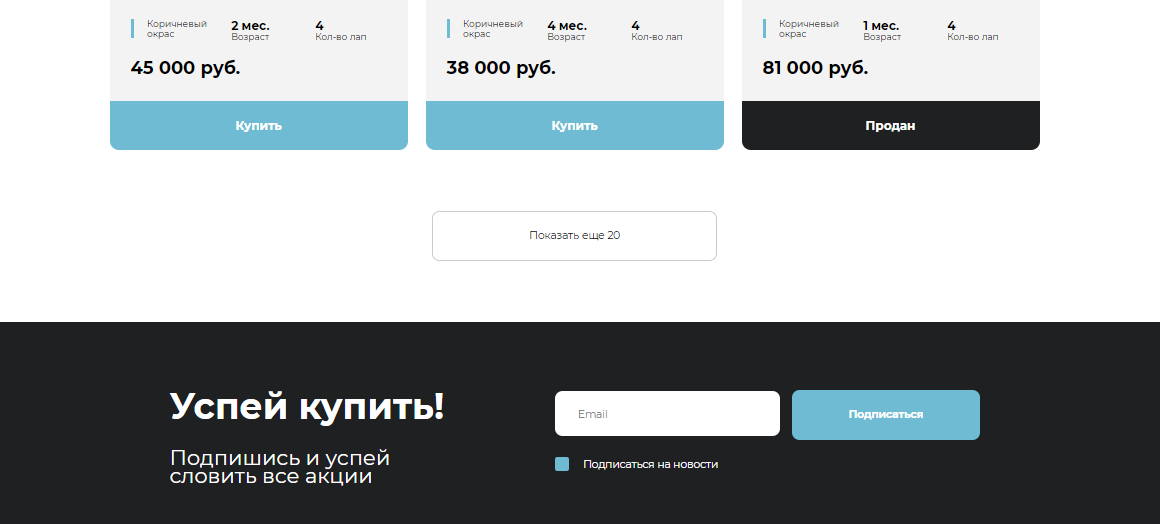 Коричневый
окрас
2 мес.
Возраст
4
Кол-во лап
45 000 руб.
Купить
Коричневый
окрас
4 мес.
Возраст
4
Кол-во лап
38 000 руб.
Купить
Коричневый
окрас
1 мес.
Возраст
4
Кол-во лап
81 000 руб.
Продан
Показать еще 20
Успей купить!
Подпишись и успей
словить все акции
Email
Подписаться
Подписаться на новости